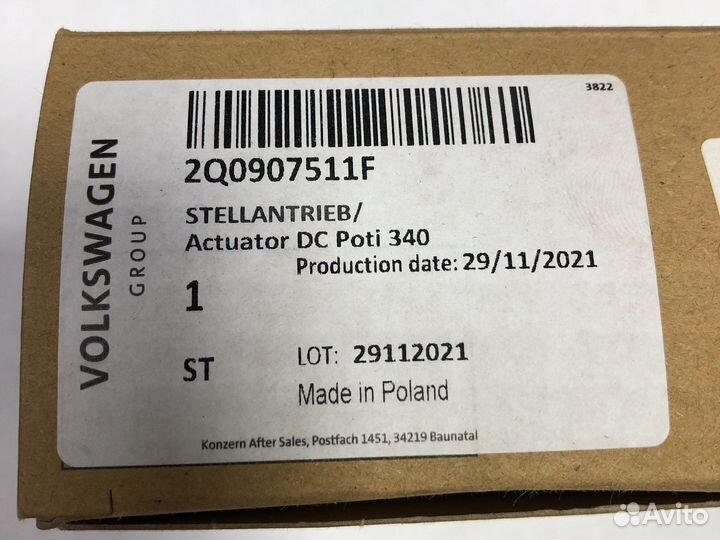 3822
2Q0907511F
STELLANTRIEB/
Actuator DC Poti 340
Production date: 29/11/2021
1
ST
LOT: 29112021
Made in Poland
Konzern After Sales, Postfach 1451, 34219 Baunatal
VOLKSWAGEN
GROUP
Avito